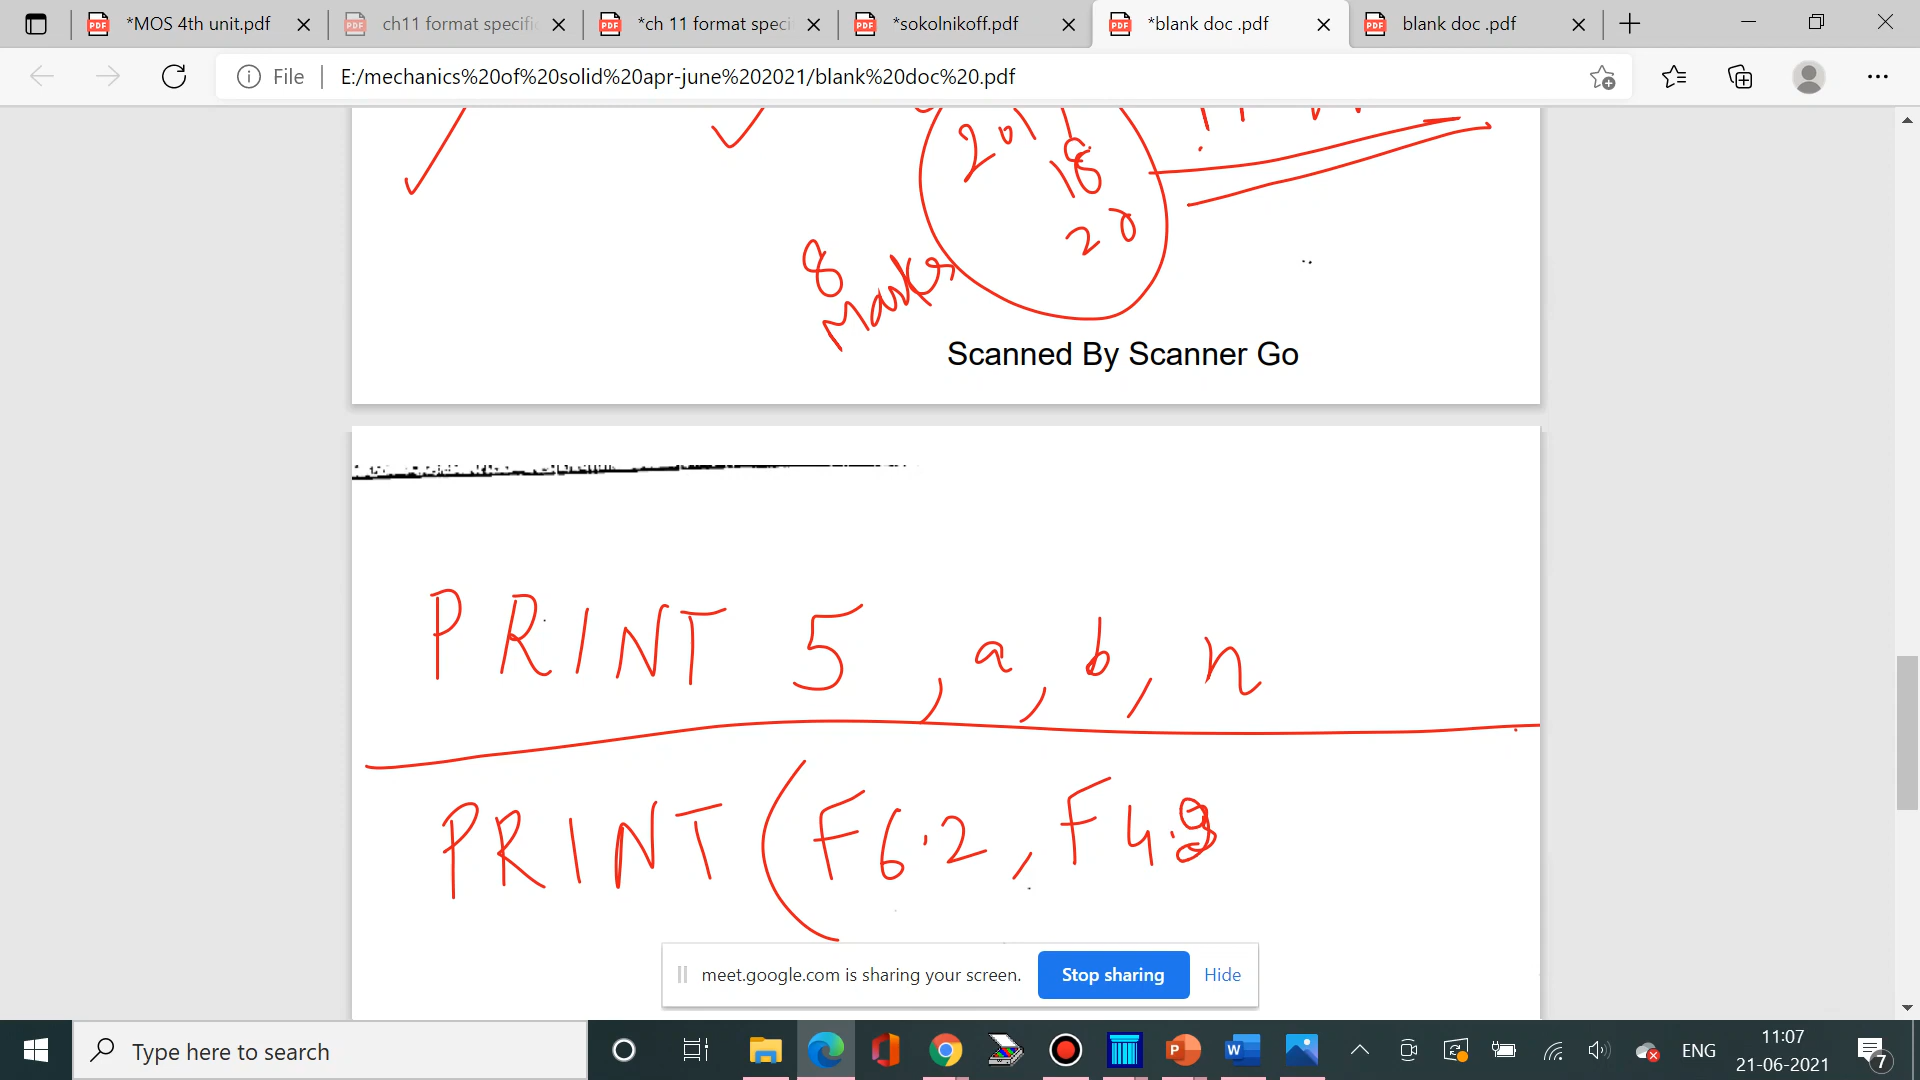 *MOS 4th unit.pdf
ch11 format specific
*ch 11 format speci
*sokolnikoff.pdf
*blank doc .pdf
blank doc .pdf
File
E:/mechanics%20of%20solid%20apr-june%202021/blank%20doc%20.pdf
201
18
20
8
Marks
Scanned By Scanner Go
PRINT 5 , a, b, n
PRINT (F6.2, F4.3
meet.google.com is sharing your screen.
Stop sharing
Hide
Type here to search
ENG
11:07
21-06-2021
7